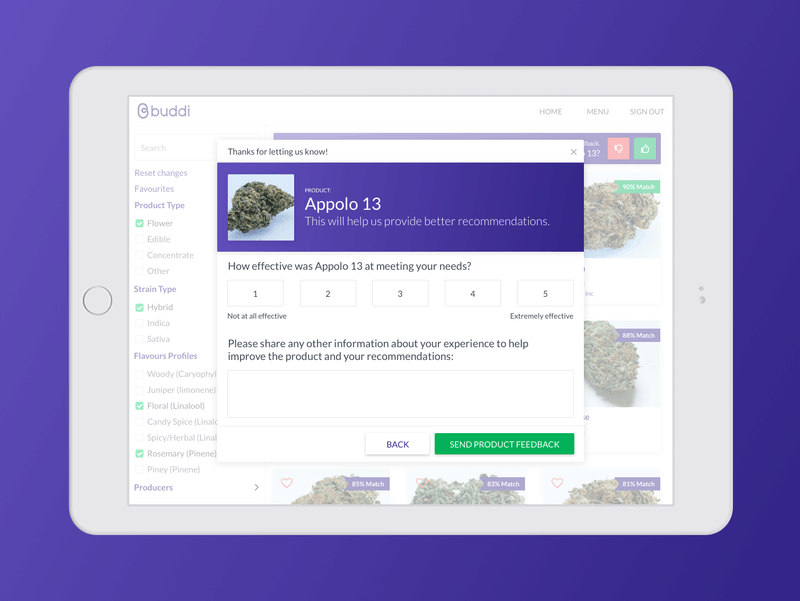 buddi
HOME
MENU
SIGN OUT
Search
Reset changes
Favourites
Product Type
Flower
Edible
Concentrate
Other
Strain Type
Hybrid
Indica
Sativa
Flavours Profiles
Woody (Caryophyl
Juniper (limonene)
Floral (Linalool)
Candy Spice (Linalo
Spicy/Herbal (Linal
Rosemary (Pinene)
Piney (Pinene)
Producers
Thanks for letting us know!
PRODUCT:
Appolo 13
This will help us provide better recommendations.
How effective was Appolo 13 at meeting your needs?
1 2 3 4 5
Not at all effective Extremely effective
Please share any other information about your experience to help
improve the product and your recommendations:
BACK
SEND PRODUCT FEEDBACK
13?
90% Match
Inc
88% Match
85% Match
83% Match
81% Match